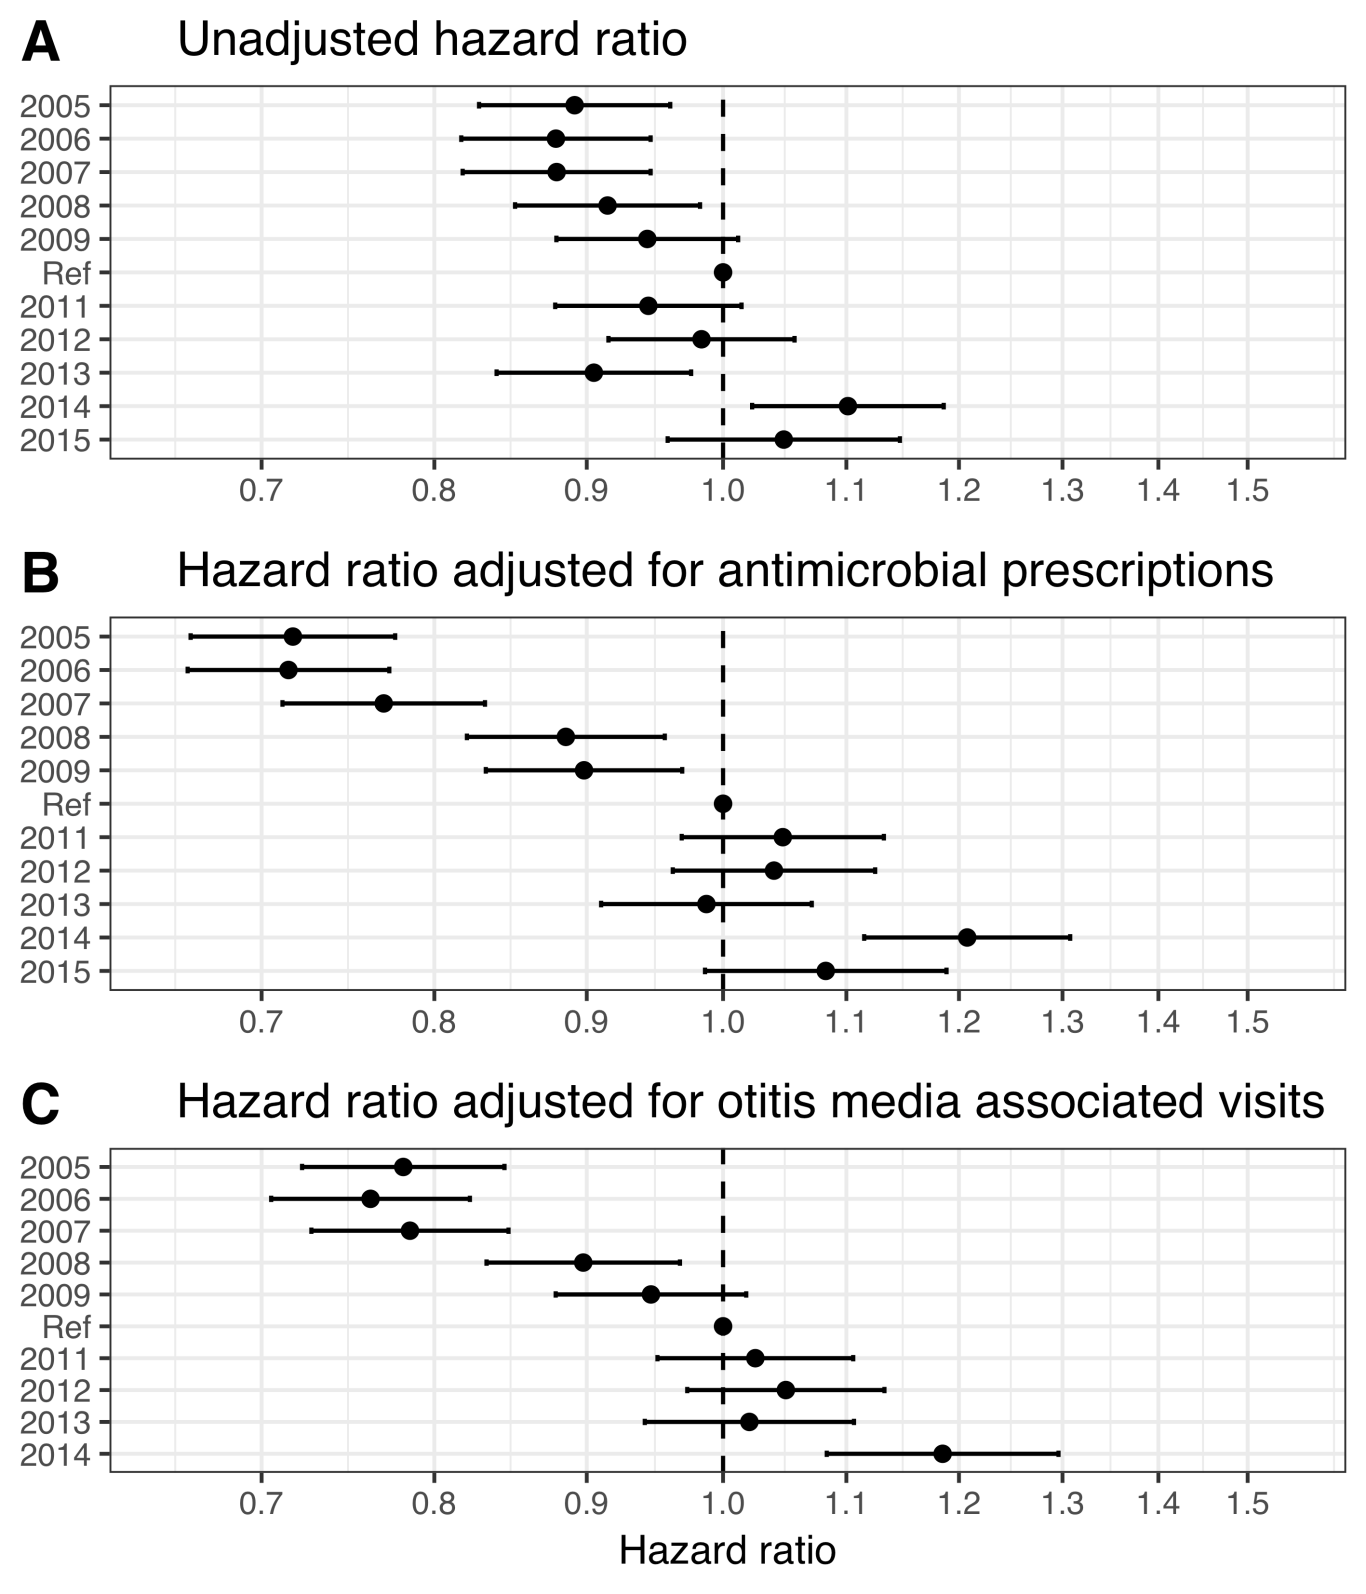 A Unadjusted hazard ratio
2005
2006
2007
2008
2009
Ref
2011
2012
2013
2014
2015
0.7 0.8 0.9 1.0 1.1 1.2 1.3 1.4 1.5
B Hazard ratio adjusted for antimicrobial prescriptions
2005
2006
2007
2008
2009
Ref
2011
2012
2013
2014
2015
0.7 0.8 0.9 1.0 1.1 1.2 1.3 1.4 1.5
C Hazard ratio adjusted for otitis media associated visits
2005
2006
2007
2008
2009
Ref
2011
2012
2013
2014
0.7 0.8 0.9 1.0 1.1 1.2 1.3 1.4 1.5
Hazard ratio